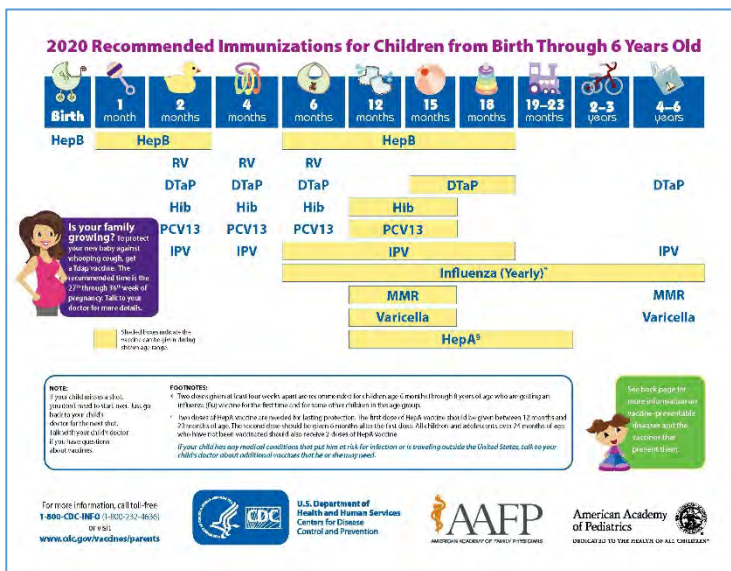 2020 Recommended Immunizations for Children from Birth Through 6 Years Old
Birth
1
month
2
months
4
months
6
months
12
months
15
months
18
months
19–23
months
2–3
years
4–6
years
HepB HepB HepB
RV RV RV
DTaP DTaP DTaP DTaP DTaP
Hib Hib Hib Hib
PCV13 PCV13 PCV13 PCV13
IPV IPV IPV IPV
Influenza (Yearly)*
MMR MMR
Varicella Varicella
HepA§
Is your family
growing? To protect
your new baby against
whooping cough, get
a Tdap vaccine. The
recommended time is the
27th through 36th week of
pregnancy. Talk to your
doctor for more details.
Shaded boxes indicate the
vaccine can be given during
shown age range.
NOTE:
If your child misses a shot,
you don't need to start over. Just go
back to your child's
doctor for the next shot.
Talk with your child's doctor
if you have questions
about vaccines.
FOOTNOTES:
Two doses given at least four weeks apart are recommended for children age 6 months through 8 years of age who are getting an
influenza (flu) vaccine for the first time and for some other children in this age group.
Two doses of HepA vaccine are needed for lasting protection. The first dose of HepA vaccine should be given between 12 months and
23 months of age. The second dose should be given 6 months after the first dose. All children and adolescents over 24 months of age
who have not been vaccinated should also receive 2 doses of HepA vaccine.
If your child has any medical conditions that put him at risk for infection or is traveling outside the United States, talk to your
child's doctor about additional vaccines that he or she may need.
See back page
for more information on
vaccine-preventable
diseases and the
vaccines that
prevent them.
For more information, call toll-free
1-800-CDC-INFO (1-800-232-4636)
or visit
www.cdc.gov/vaccines/parents
CDC
U.S. Department of
Health and Human Services
Centers for Disease
Control and Prevention
AAFP
AMERICAN ACADEMY OF FAMILY PHYSICIANS
American Academy
of Pediatrics
DEDICATED TO THE HEALTH OF ALL CHILDREN®